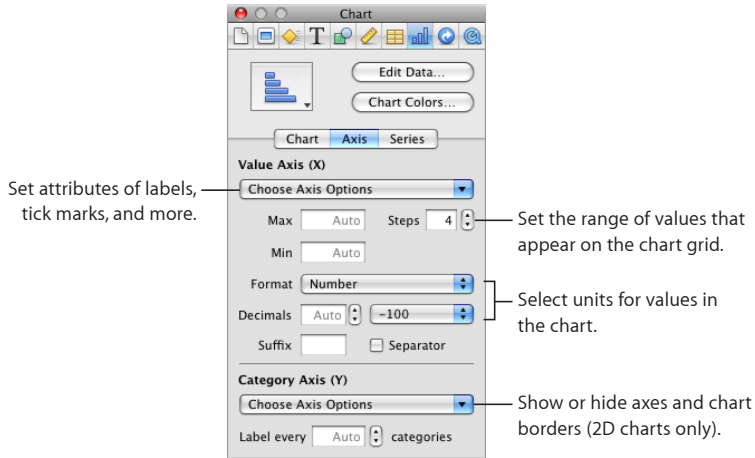 Chart
T
Edit Data...
Chart Colors...
Chart Axis Series
Value Axis (X)
Set attributes of labels,
tick marks, and more.
Choose Axis Options
Max Auto Steps 4
Set the range of values that
appear on the chart grid.
Min Auto
Format Number
Select units for values in
the chart.
Decimals Auto -100
Suffix Separator
Category Axis (Y)
Choose Axis Options
Show or hide axes and chart
borders (2D charts only).
Label every Auto categories